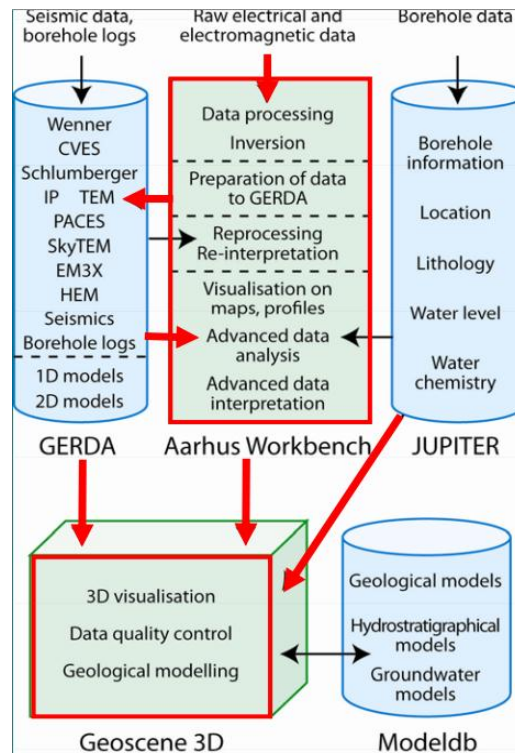 Seismic data,
borehole logs
Raw electrical and
electromagnetic data
Borehole data
Wenner
CVES
Schlumberger
IP TEM
PACES
SkyTEM
EM3X
HEM
Seismics
Borehole logs
1D models
2D models
GERDA
Data processing
Inversion
Preparation of data
to GERDA
Reprocessing
Re-interpretation
Visualisation on
maps, profiles
Advanced data
analysis
Advanced data
interpretation
Aarhus Workbench
Borehole
information
Location
Lithology
Water level
Water
chemistry
JUPITER
3D visualisation
Data quality control
Geological modelling
Geoscene 3D
Geological models
Hydrostratigraphical
models
Groundwater
models
Modeldb